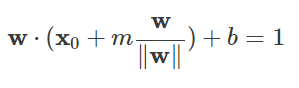 w · (x₀ + m w/‖w‖) + b = 1